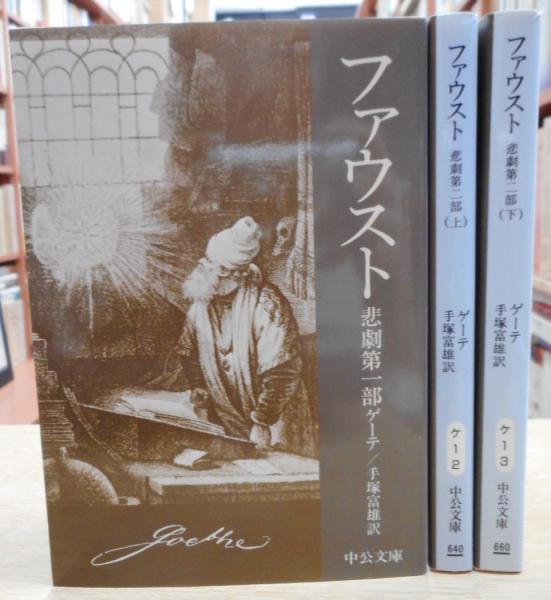 ファウスト
悲劇第一部
ゲーテ/手塚富雄訳
中公文庫
Goethe
ファウスト
悲劇第二部(上)
ゲーテ
手塚富雄訳
ケ12
中公文庫
640
ファウスト
悲劇第二部(下)
ゲーテ
手塚富雄訳
ケ13
中公文庫
660